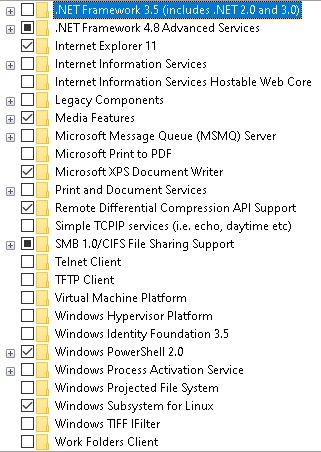 .NET Framework 3.5 (includes .NET 2.0 and 3.0)
.NET Framework 4.8 Advanced Services
Internet Explorer 11
Internet Information Services
Internet Information Services Hostable Web Core
Legacy Components
Media Features
Microsoft Message Queue (MSMQ) Server
Microsoft Print to PDF
Microsoft XPS Document Writer
Print and Document Services
Remote Differential Compression API Support
Simple TCPIP services (i.e. echo, daytime etc)
SMB 1.0/CIFS File Sharing Support
Telnet Client
TFTP Client
Virtual Machine Platform
Windows Hypervisor Platform
Windows Identity Foundation 3.5
Windows PowerShell 2.0
Windows Process Activation Service
Windows Projected File System
Windows Subsystem for Linux
Windows TIFF IFilter
Work Folders Client